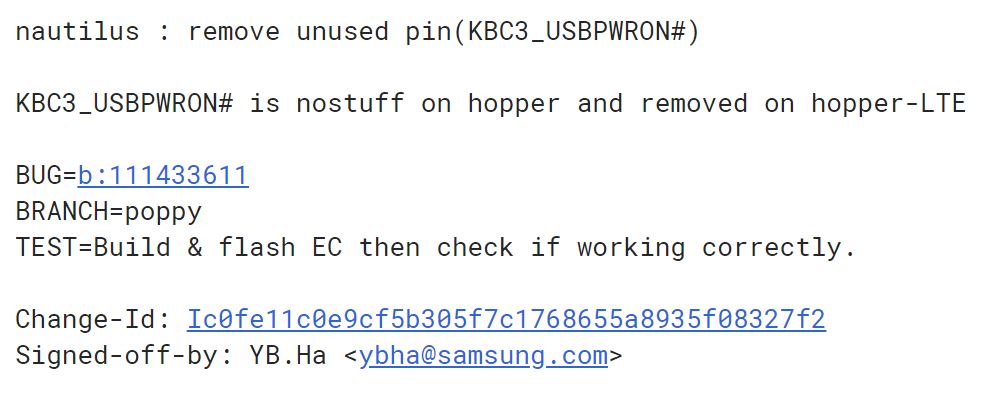 nautilus : remove unused pin(KBC3_USBPWRON#)
KBC3_USBPWRON# is nostuff on hopper and removed on hopper-LTE
BUG=b:111433611
BRANCH=poppy
TEST=Build & flash EC then check if working correctly.
Change-Id: Ic0fe11c0e9cf5b305f7c1768655a8935f08327f2
Signed-off-by: YB.Ha <ybha@samsung.com>